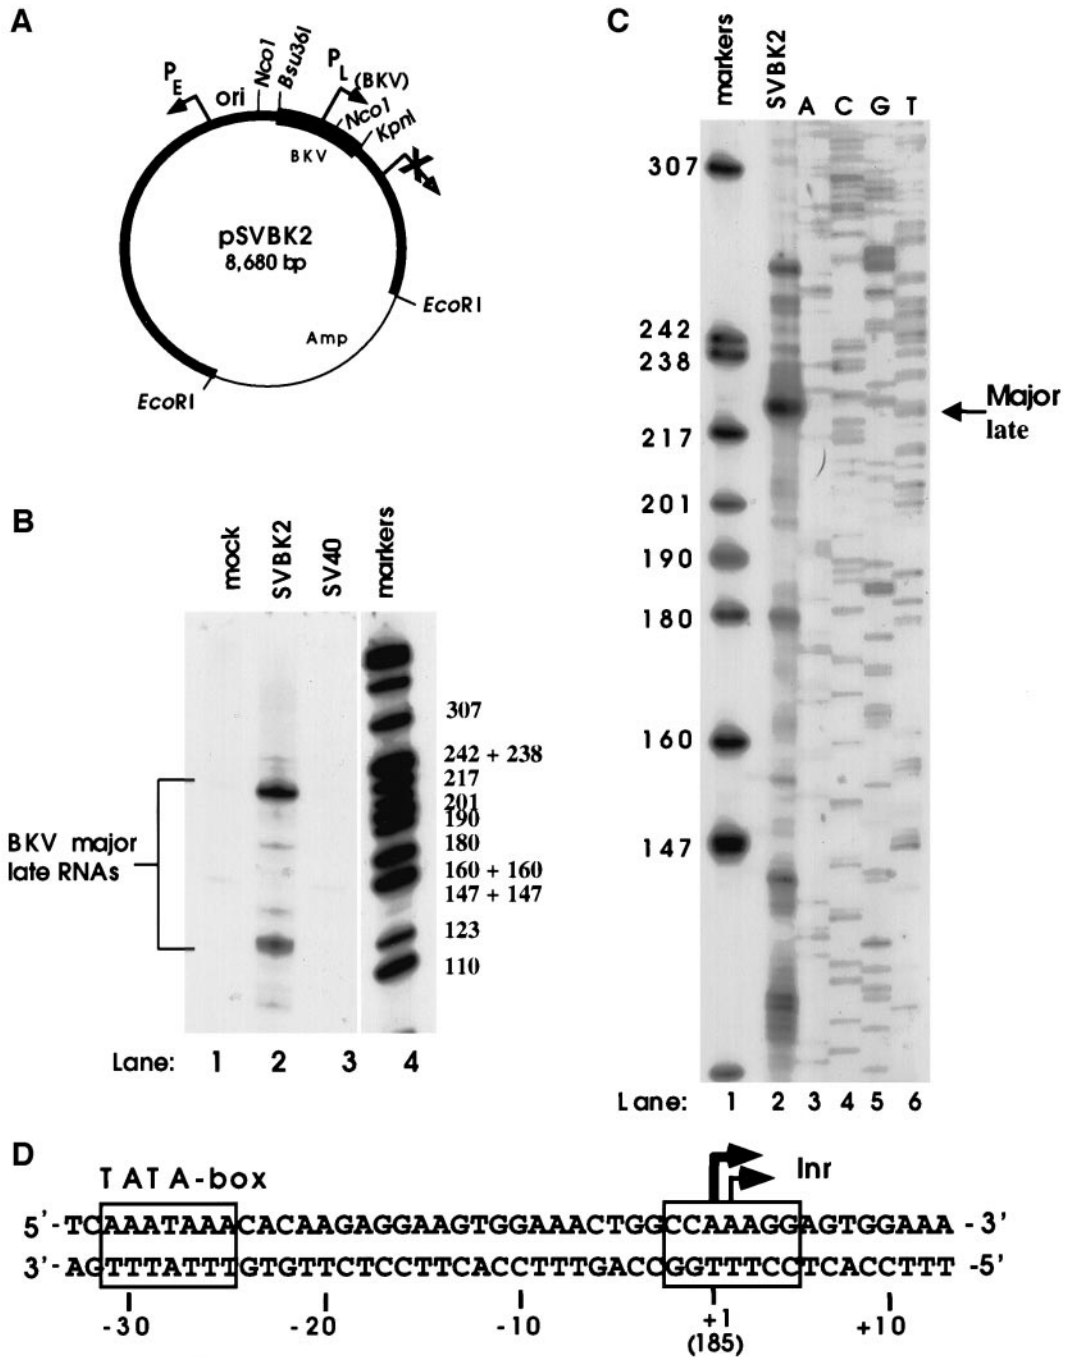 A
P_E
ori
Nco1
Bsu36I
P_L (BKV)
Nco1
KpnI
BKV
X
pSVBK2
8,680 bp
EcoRI
Amp
EcoRI
B
mock
SVBK2
SV40
markers
307
242 + 238
217
201
190
180
160 + 160
147 + 147
123
110
BKV major
late RNAs
Lane: 1 2 3 4
C
markers
SVBK2
A C G T
307
242
238
217
201
190
180
160
147
Major
late
Lane: 1 2 3 4 5 6
D
TATA-box
Inr
5'-TCAAATAAACACAAGAGGAAGTGGAAACTGGCCAAAGGAGTGGAAA -3'
3'-AGTTTATTTGTGTTCTCCTTCACCTTTGACCGGTTTCCTCACCTTT -5'
-30 -20 -10 +1 +10
(185)